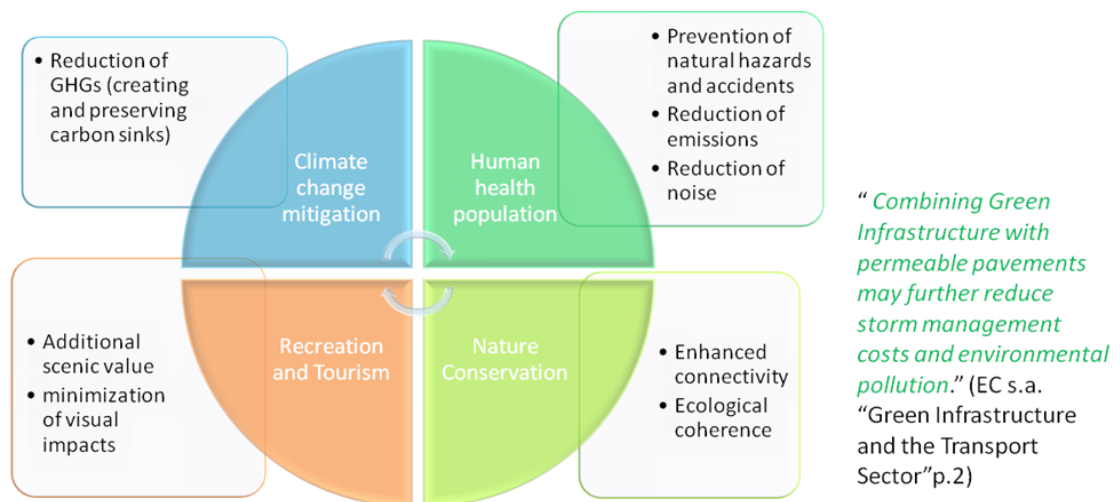 • Reduction of
GHGs (creating
and preserving
carbon sinks)
Climate
change
mitigation
Human
health
population
• Prevention of
natural hazards
and accidents
• Reduction of
emissions
• Reduction of
noise
• Additional
scenic value
• minimization
of visual
impacts
Recreation
and Tourism
Nature
Conservation
• Enhanced
connectivity
• Ecological
coherence
“ Combining Green
Infrastructure with
permeable pavements
may further reduce
storm management
costs and environmental
pollution.” (EC s.a.
“Green Infrastructure
and the Transport
Sector”p.2)